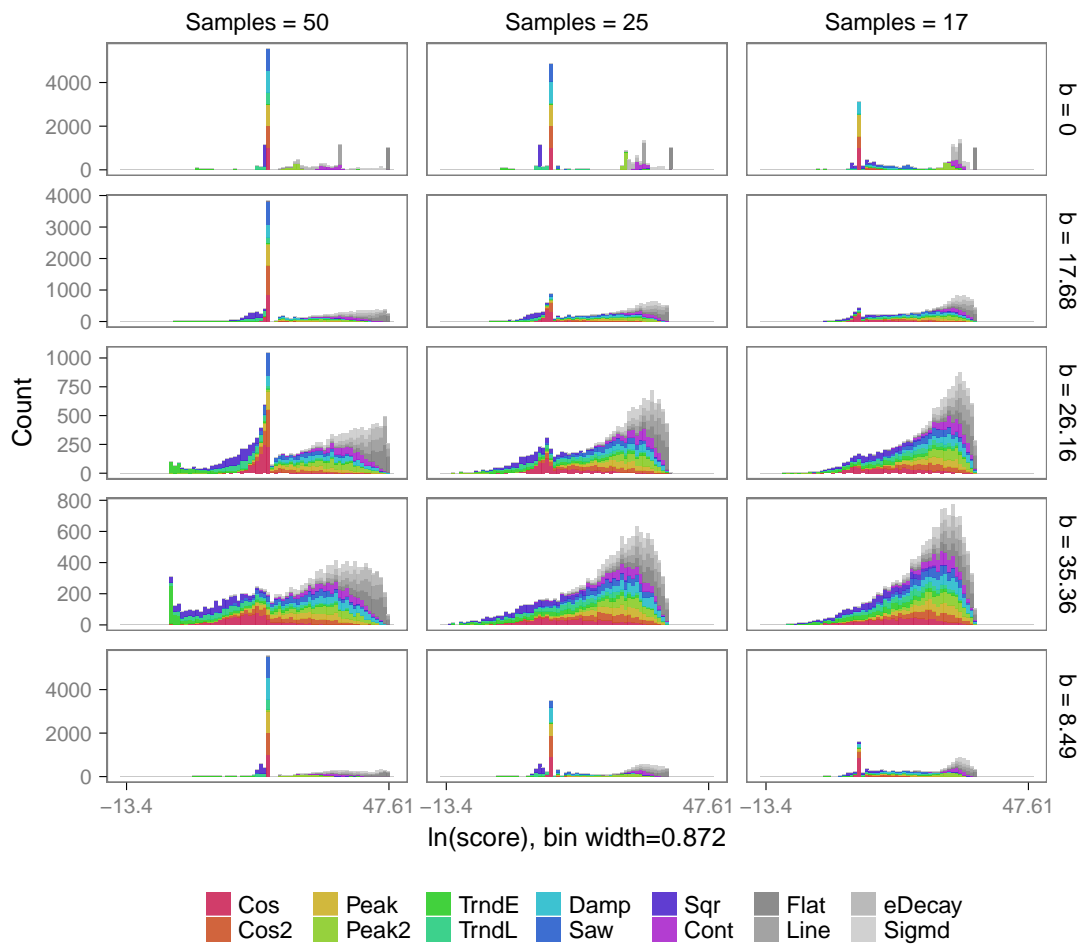 Samples = 50 Samples = 25 Samples = 17
4000
2000
0
b = 0
4000
3000
2000
1000
0
b = 17.68
Count
1000
750
500
250
0
b = 26.16
800
600
400
200
0
b = 35.36
4000
2000
0
b = 8.49
−13.4 47.61 −13.4 47.61 −13.4 47.61
ln(score), bin width=0.872
Cos Peak TrndE Damp Sqr Flat eDecay
Cos2 Peak2 TrndL Saw Cont Line Sigmd